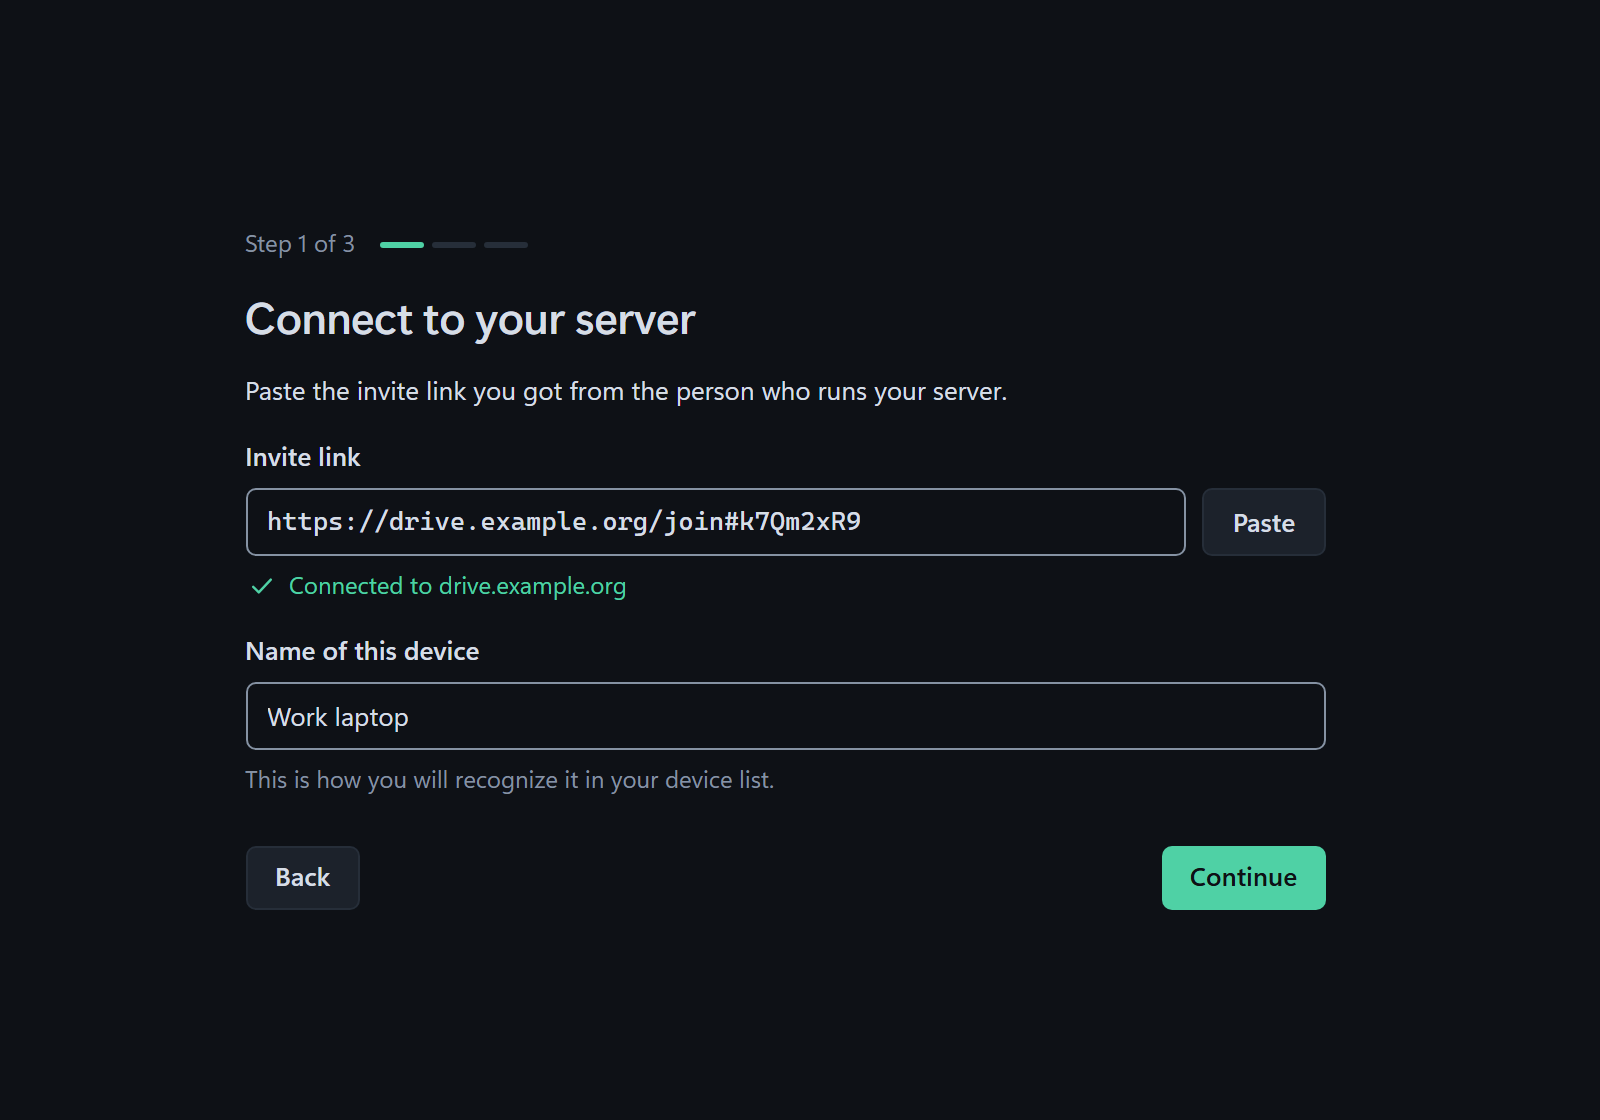 Step 1 of 3
Connect to your server
Paste the invite link you got from the person who runs your server.
Invite link
https://drive.example.org/join#k7Qm2xR9
Paste
Connected to drive.example.org
Name of this device
Work laptop
This is how you will recognize it in your device list.
Back
Continue